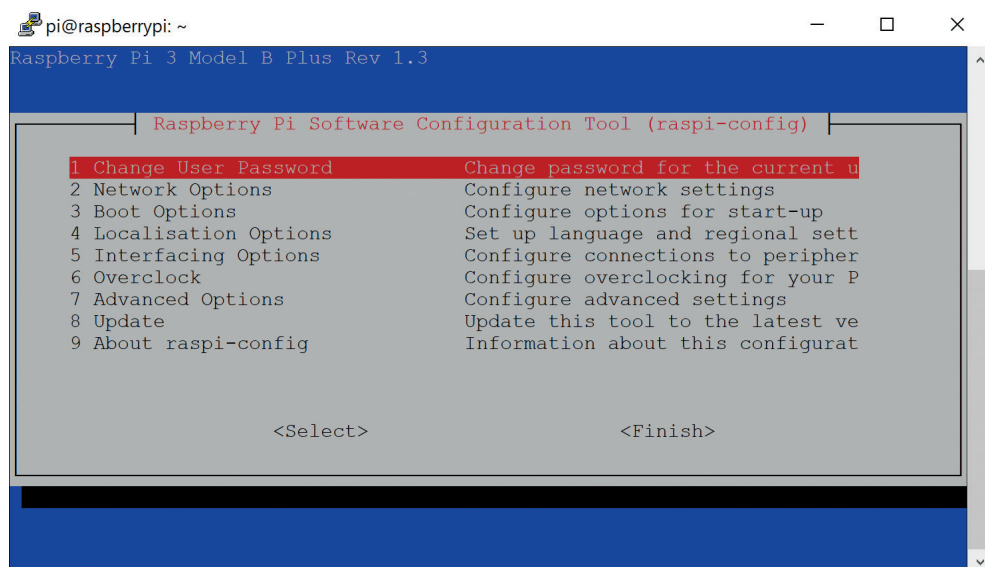 pi@raspberrypi: ~
Raspberry Pi 3 Model B Plus Rev 1.3
Raspberry Pi Software Configuration Tool (raspi-config)
1 Change User Password Change password for the current u
2 Network Options Configure network settings
3 Boot Options Configure options for start-up
4 Localisation Options Set up language and regional sett
5 Interfacing Options Configure connections to peripher
6 Overclock Configure overclocking for your P
7 Advanced Options Configure advanced settings
8 Update Update this tool to the latest ve
9 About raspi-config Information about this configurat
<Select> <Finish>